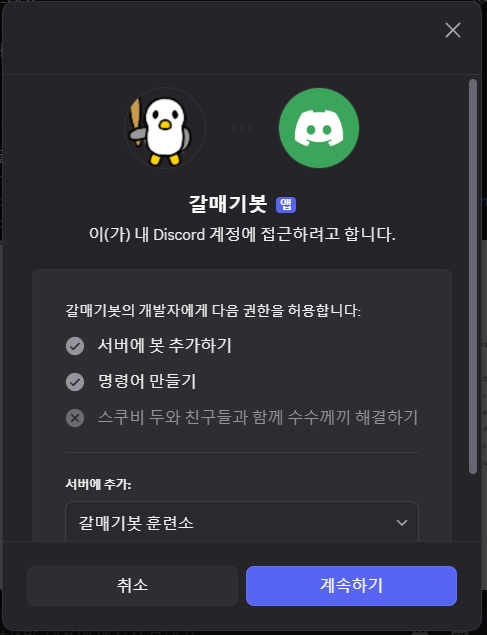 갈매기봇 앱
이(가) 내 Discord 계정에 접근하려고 합니다.
갈매기봇의 개발자에게 다음 권한을 허용합니다:
서버에 봇 추가하기
명령어 만들기
스쿠비 두와 친구들과 함께 수수께끼 해결하기
서버에 추가:
갈매기봇 훈련소
취소 계속하기